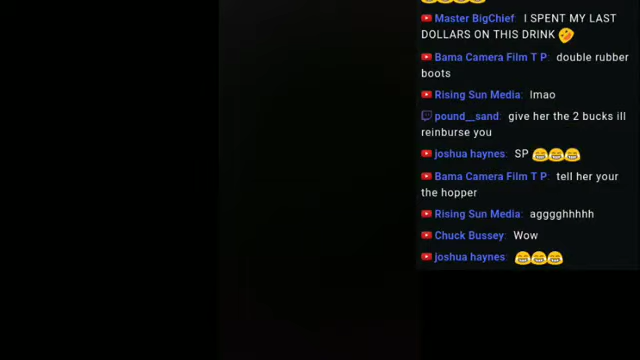 Master BigChief: I SPENT MY LAST
DOLLARS ON THIS DRINK 🤣
Bama Camera Film T P: double rubber
boots
Rising Sun Media: lmao
pound__sand: give her the 2 bucks ill
reinburse you
joshua haynes: SP 😂😂😂
Bama Camera Film T P: tell her your
the hopper
Rising Sun Media: agggghhhhh
Chuck Bussey: Wow
joshua haynes: 😂😂😂